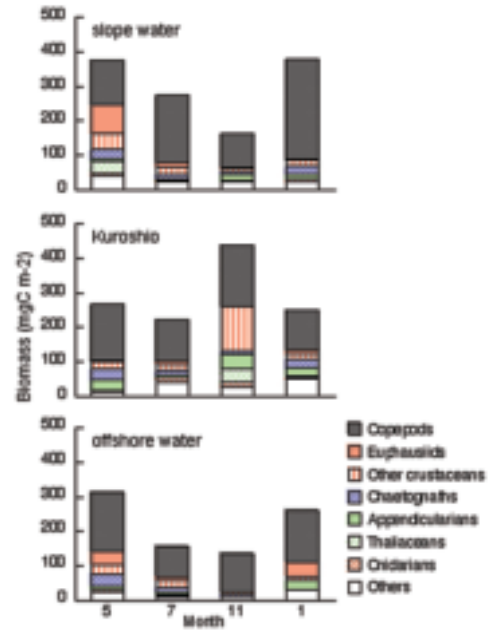 500
slope water
400
300
200
100
0
500
Kuroshio
400
300
200
100
0
Biomass (mgC m-2)
500
offshore water
400
300
200
100
0
5 7 11 1
Month
Copepods
Euphausiids
Other crustaceans
Chaetognaths
Appendicularians
Thaliaceans
Cnidarians
Others